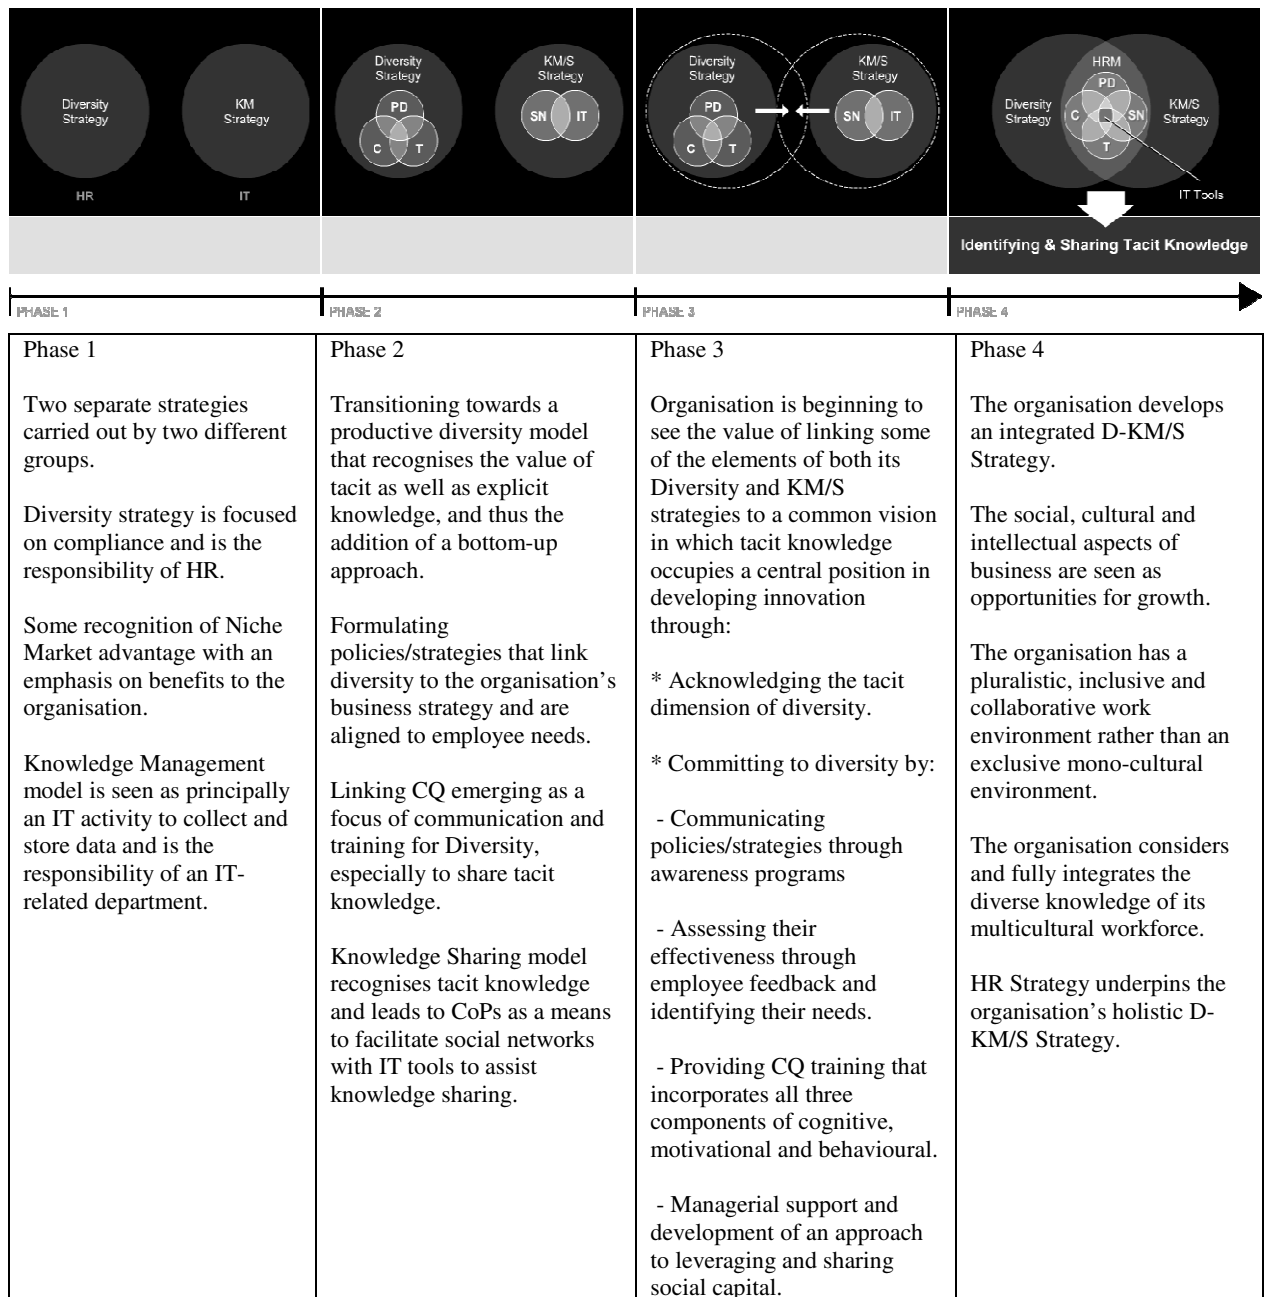 Diversity
Strategy
HR
KM
Strategy
IT
Diversity
Strategy
PD
C
T
KM/S
Strategy
SN
IT
Diversity
Strategy
PD
C
T
KM/S
Strategy
SN
IT
HRM
PD
Diversity
Strategy
C
SN
KM/S
Strategy
T
IT Tools
Identifying & Sharing Tacit Knowledge
PHASE 1
PHASE 2
PHASE 3
PHASE 4
Phase 1
Two separate strategies
carried out by two different
groups.
Diversity strategy is focused
on compliance and is the
responsibility of HR.
Some recognition of Niche
Market advantage with an
emphasis on benefits to the
organisation.
Knowledge Management
model is seen as principally
an IT activity to collect and
store data and is the
responsibility of an IT-
related department.
Phase 2
Transitioning towards a
productive diversity model
that recognises the value of
tacit as well as explicit
knowledge, and thus the
addition of a bottom-up
approach.
Formulating
policies/strategies that link
diversity to the organisation’s
business strategy and are
aligned to employee needs.
Linking CQ emerging as a
focus of communication and
training for Diversity,
especially to share tacit
knowledge.
Knowledge Sharing model
recognises tacit knowledge
and leads to CoPs as a means
to facilitate social networks
with IT tools to assist
knowledge sharing.
Phase 3
Organisation is beginning to
see the value of linking some
of the elements of both its
Diversity and KM/S
strategies to a common vision
in which tacit knowledge
occupies a central position in
developing innovation
through:
* Acknowledging the tacit
dimension of diversity.
* Committing to diversity by:
- Communicating
policies/strategies through
awareness programs
- Assessing their
effectiveness through
employee feedback and
identifying their needs.
- Providing CQ training that
incorporates all three
components of cognitive,
motivational and behavioural.
- Managerial support and
development of an approach
to leveraging and sharing
social capital.
Phase 4
The organisation develops
an integrated D-KM/S
Strategy.
The social, cultural and
intellectual aspects of
business are seen as
opportunities for growth.
The organisation has a
pluralistic, inclusive and
collaborative work
environment rather than an
exclusive mono-cultural
environment.
The organisation considers
and fully integrates the
diverse knowledge of its
multicultural workforce.
HR Strategy underpins the
organisation’s holistic D-
KM/S Strategy.